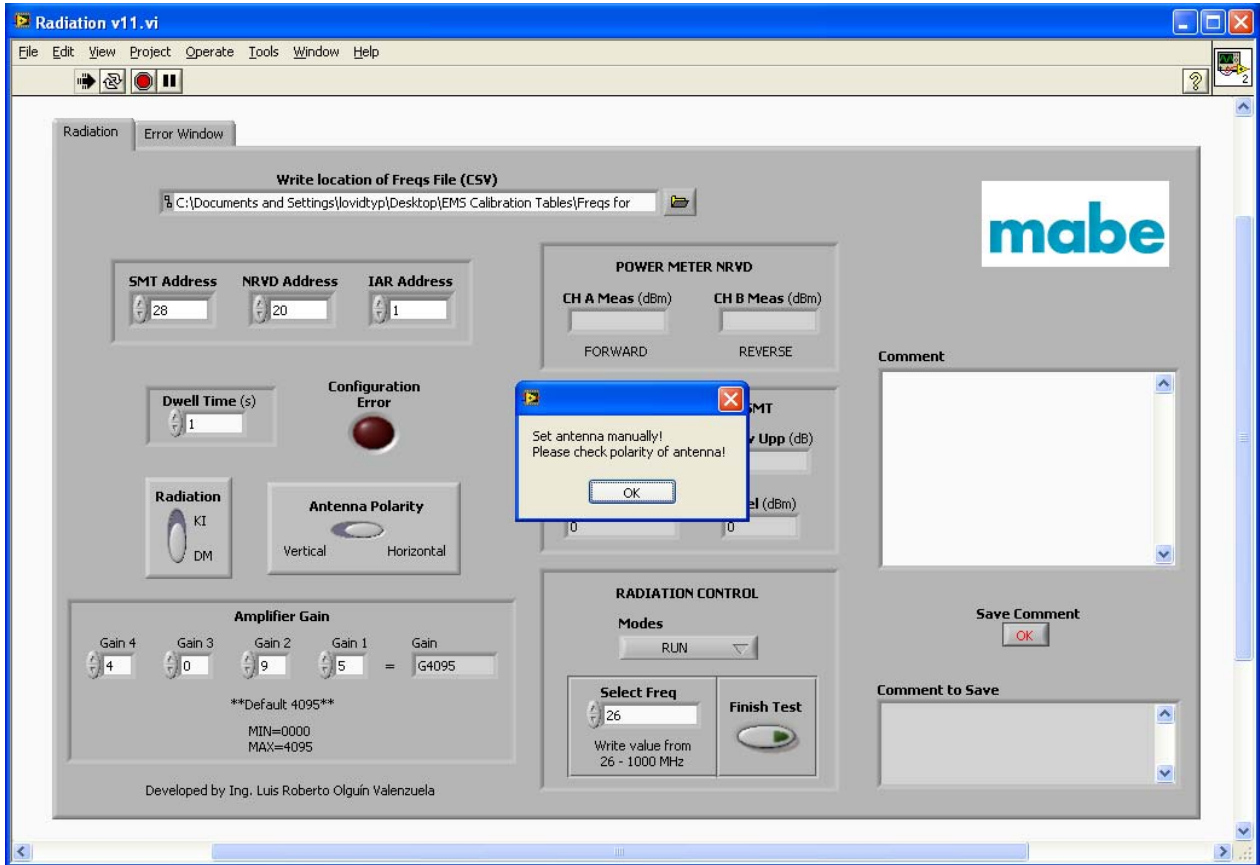 Radiation v11.vi
File Edit View Project Operate Tools Window Help
2
Radiation Error Window
Write location of Freqs File (CSV)
C:\Documents and Settings\lovidtyp\Desktop\EMS Calibration Tables\Freqs for
mabe
SMT Address NRVD Address IAR Address
28 20 1
POWER METER NRVD
CH A Meas (dBm) CH B Meas (dBm)
FORWARD REVERSE
Dwell Time (s)
1
Configuration
Error
Set antenna manually!
Please check polarity of antenna!
OK
SMT
Upp (dB)
(dBm)
0 0
Radiation
KI
DM
Antenna Polarity
Vertical Horizontal
Amplifier Gain
Gain 4 Gain 3 Gain 2 Gain 1 Gain
4 0 9 5 = G4095
**Default 4095**
MIN=0000
MAX=4095
RADIATION CONTROL
Modes
RUN
Select Freq
26
Write value from
26 - 1000 MHz
Finish Test
Comment
Save Comment
OK
Comment to Save
Developed by Ing. Luis Roberto Olguín Valenzuela